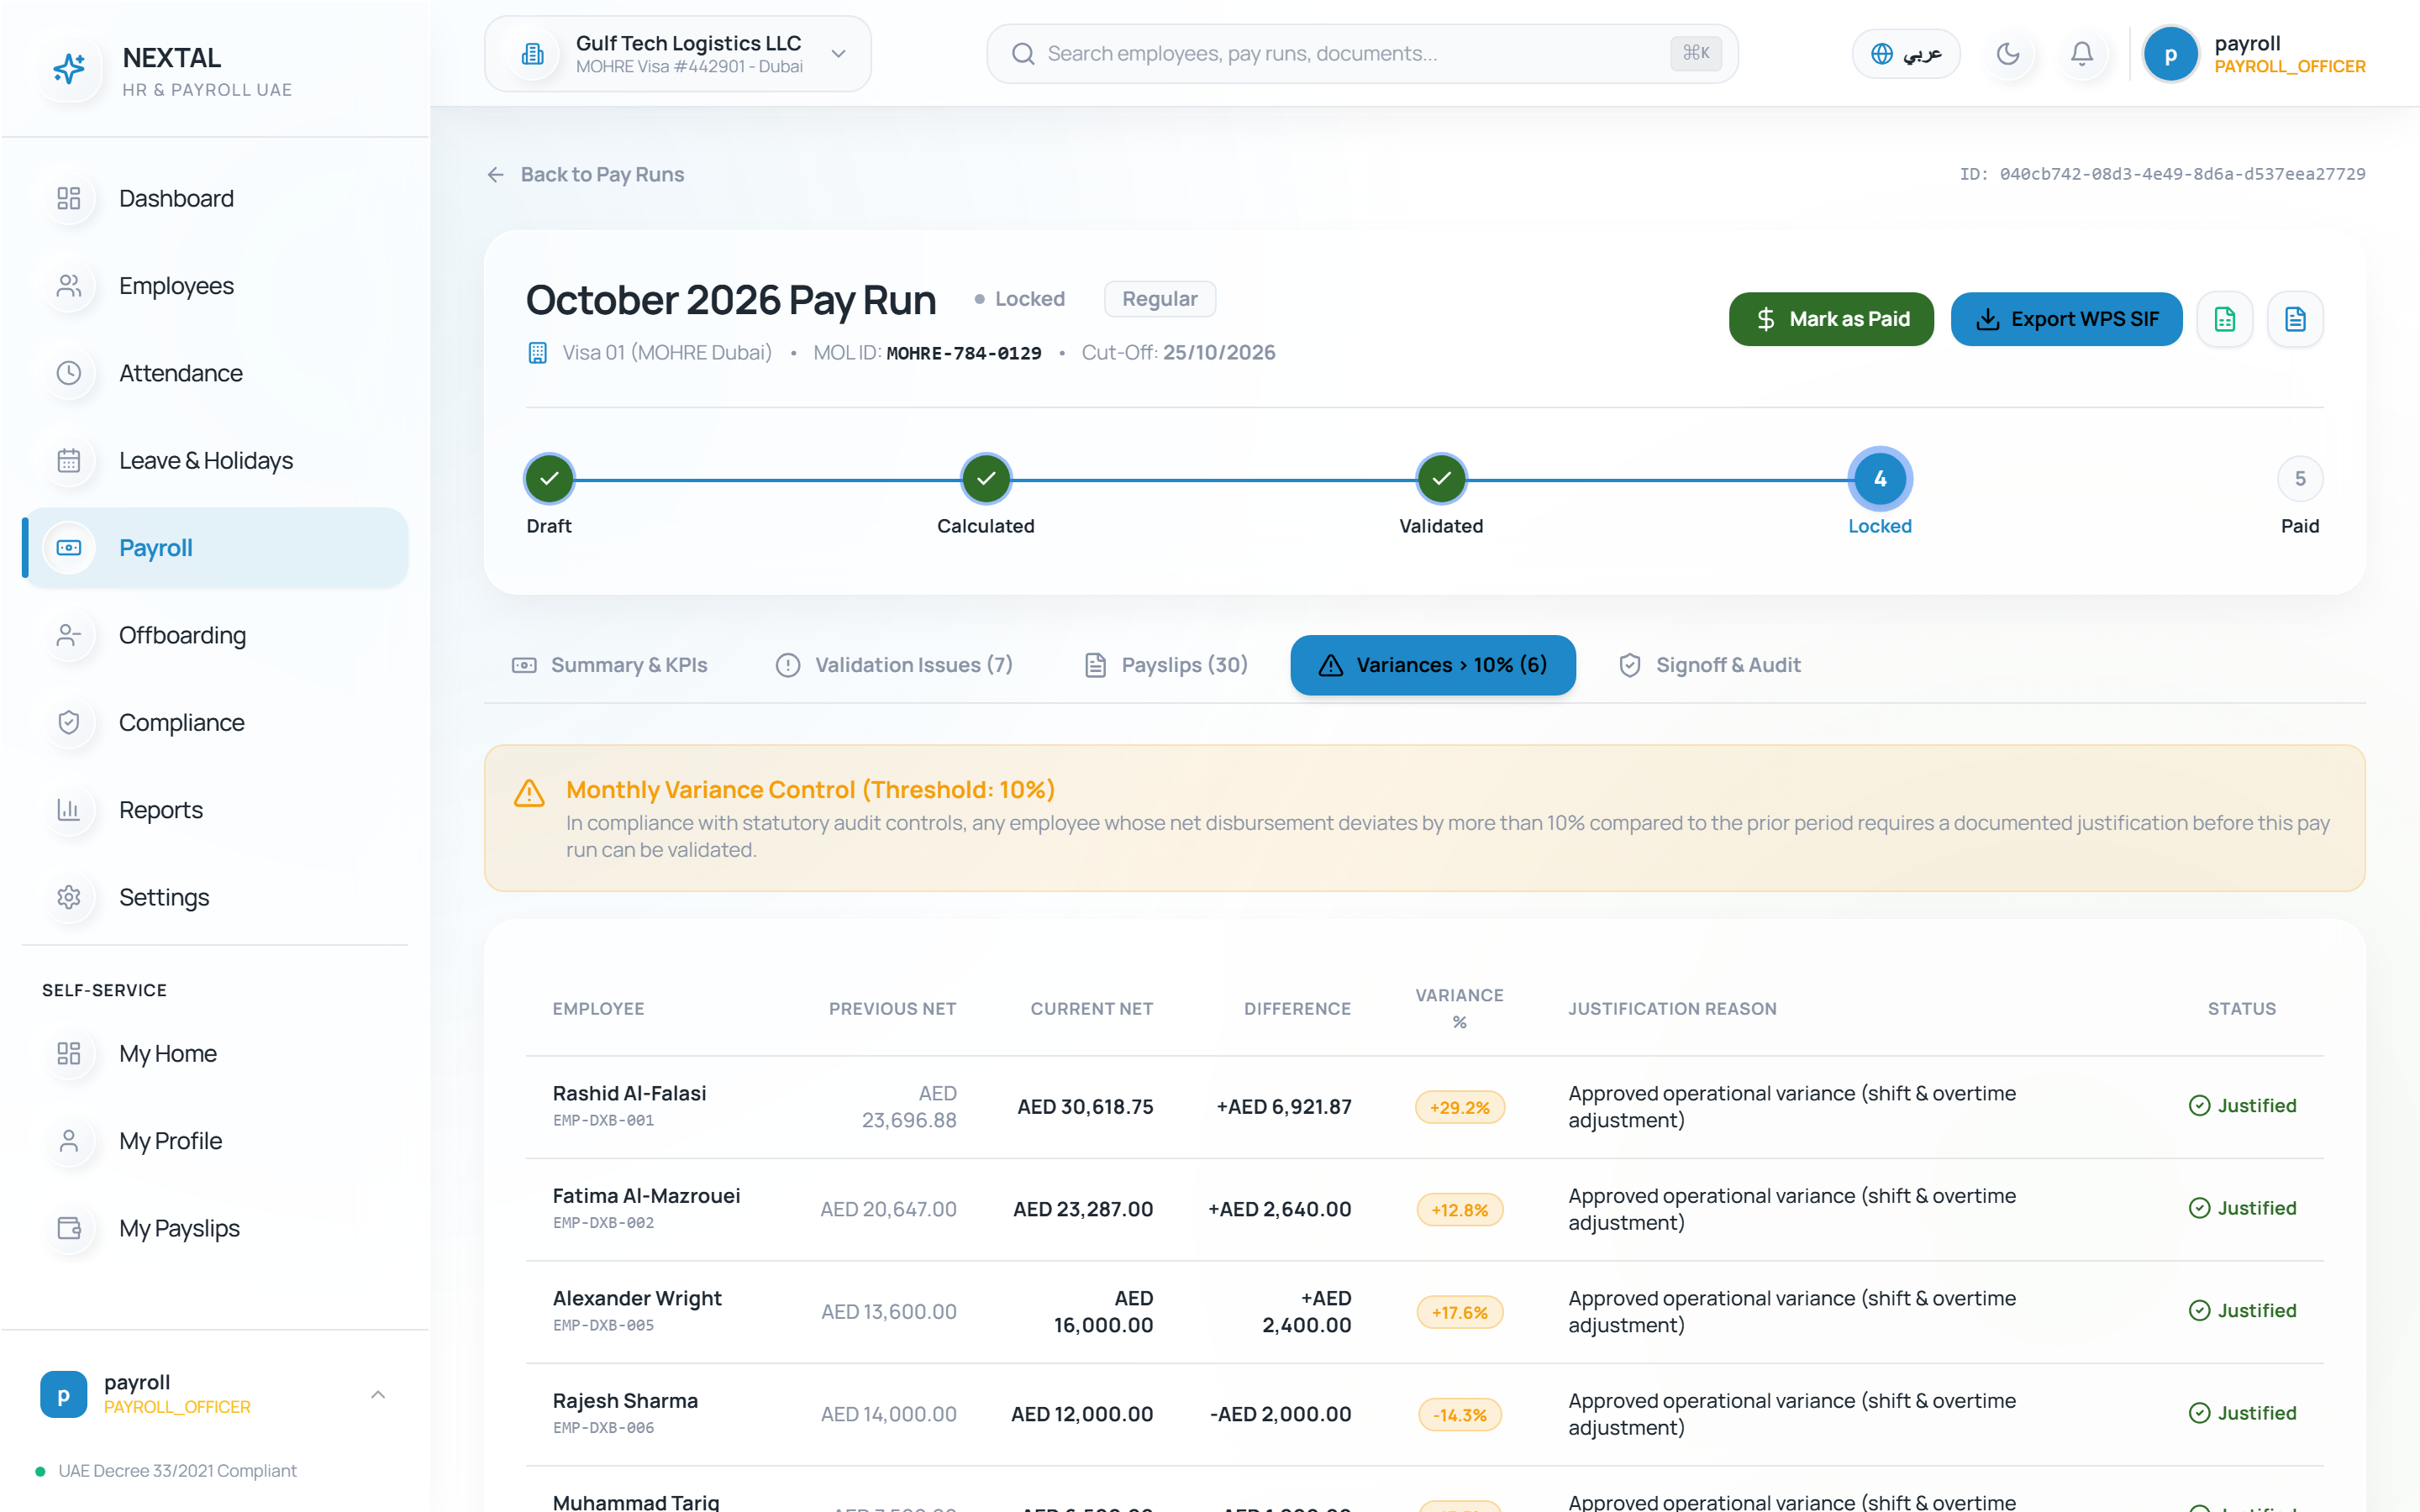 NEXTAL
HR & PAYROLL UAE
Dashboard
Employees
Attendance
Leave & Holidays
Payroll
Offboarding
Compliance
Reports
Settings
SELF-SERVICE
My Home
My Profile
My Payslips
p
payroll
PAYROLL_OFFICER
UAE Decree 33/2021 Compliant
Gulf Tech Logistics LLC
MOHRE Visa #442901 - Dubai
Search employees, pay runs, documents...
⌘K
عربي
p
payroll
PAYROLL_OFFICER
Back to Pay Runs
ID: 040cb742-08d3-4e49-8d6a-d537eea27729
October 2026 Pay Run
Locked
Regular
Visa 01 (MOHRE Dubai) • MOL ID: MOHRE-784-0129 • Cut-Off: 25/10/2026
Mark as Paid
Export WPS SIF
4
5
Draft
Calculated
Validated
Locked
Paid
Summary & KPIs
Validation Issues (7)
Payslips (30)
Variances > 10% (6)
Signoff & Audit
Monthly Variance Control (Threshold: 10%)
In compliance with statutory audit controls, any employee whose net disbursement deviates by more than 10% compared to the prior period requires a documented justification before this pay
run can be validated.
EMPLOYEE
PREVIOUS NET
CURRENT NET
DIFFERENCE
VARIANCE
%
JUSTIFICATION REASON
STATUS
Rashid Al-Falasi
EMP-DXB-001
AED
23,696.88
AED 30,618.75
+AED 6,921.87
+29.2%
Approved operational variance (shift & overtime
adjustment)
Justified
Fatima Al-Mazrouei
EMP-DXB-002
AED 20,647.00
AED 23,287.00
+AED 2,640.00
+12.8%
Approved operational variance (shift & overtime
adjustment)
Justified
Alexander Wright
EMP-DXB-005
AED 13,600.00
AED
16,000.00
+AED
2,400.00
+17.6%
Approved operational variance (shift & overtime
adjustment)
Justified
Rajesh Sharma
EMP-DXB-006
AED 14,000.00
AED 12,000.00
-AED 2,000.00
-14.3%
Approved operational variance (shift & overtime
adjustment)
Justified
Muhammad Tariq
Approved operational variance (shift & overtime